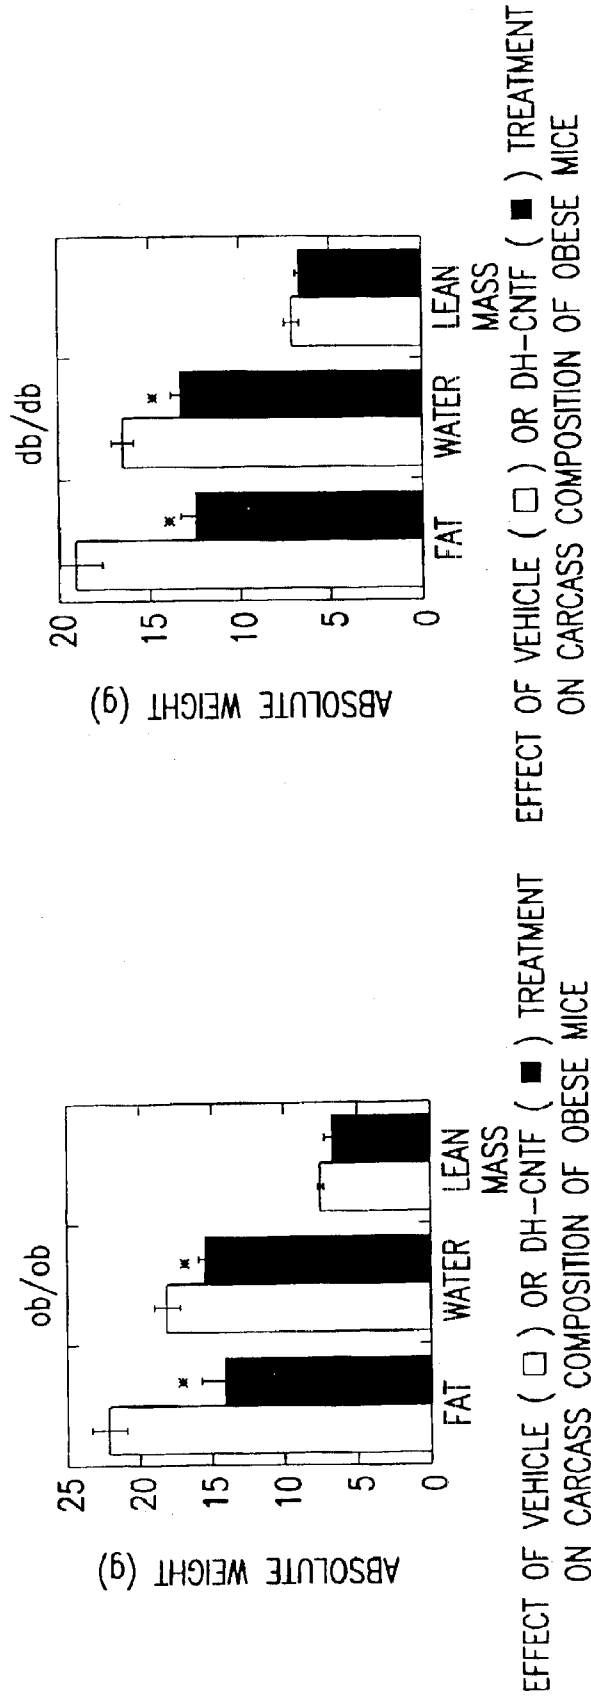 ob/ob
ABSOLUTE WEIGHT (g)
25
20
15
10
5
0
*
*
FAT
WATER
LEAN
MASS
EFFECT OF VEHICLE ( □ ) OR DH-CNTF ( ■ ) TREATMENT
ON CARCASS COMPOSITION OF OBESE MICE
db/db
ABSOLUTE WEIGHT (g)
20
15
10
5
0
*
*
FAT
WATER
LEAN
MASS
EFFECT OF VEHICLE ( □ ) OR DH-CNTF ( ■ ) TREATMENT
ON CARCASS COMPOSITION OF OBESE MICE